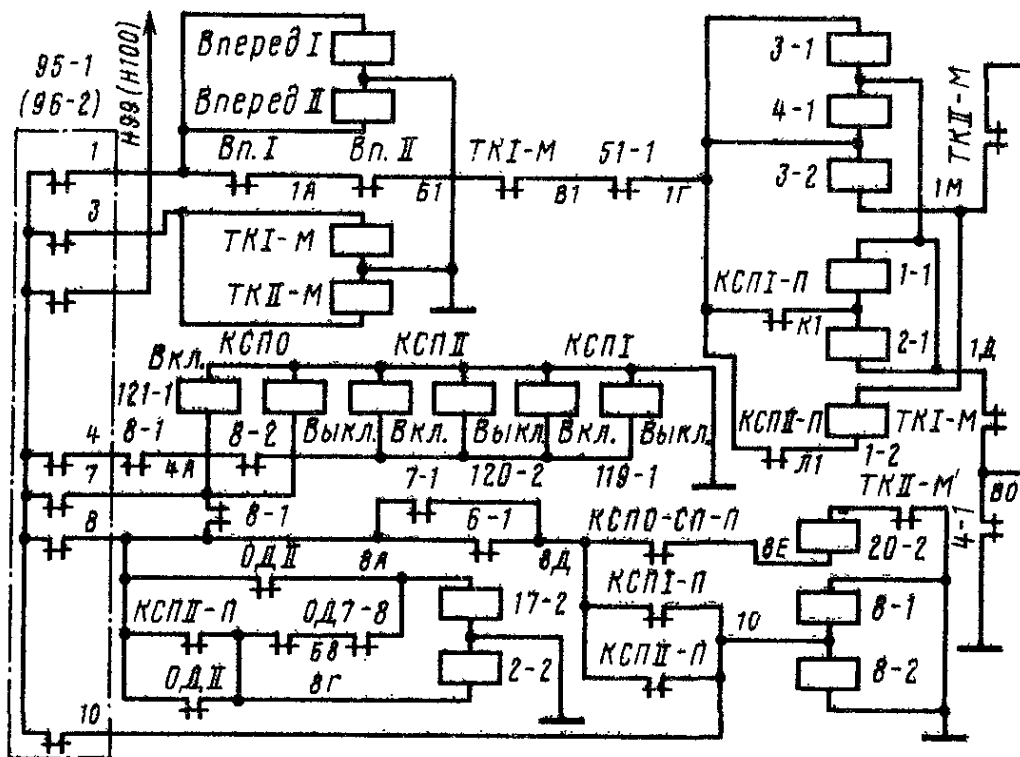 95-1
(96-2)
Н99 (Н100)
Вперед I
Вперед II
3-1
4-1
3-2
ТКII-М
1
Вп. I
Вп. II
ТКI-М
51-1
1А
Б1
В1
1Г
1М
3
ТКI-М
ТКII-М
КСПI-П
К1
1-1
2-1
1Д
КСПО
КСПII
КСПI
Вкл.
121-1
Выкл.
Вкл.
Выкл.
Вкл.
Выкл.
КСПII-П
Л1
1-2
ТКI-М
4
8-1
8-2
4А
7
7-1
120-2
119-1
ТКII-М
ВО
4-1
8
8-1
6-1
КСПО-СП-П
ОДII
8А
8Д
8Е
20-2
КСПI-П
КСПII-П
ОД7-8
17-2
Б8
10
8-1
КСПII-П
ОДII
8Г
2-2
8-2
10